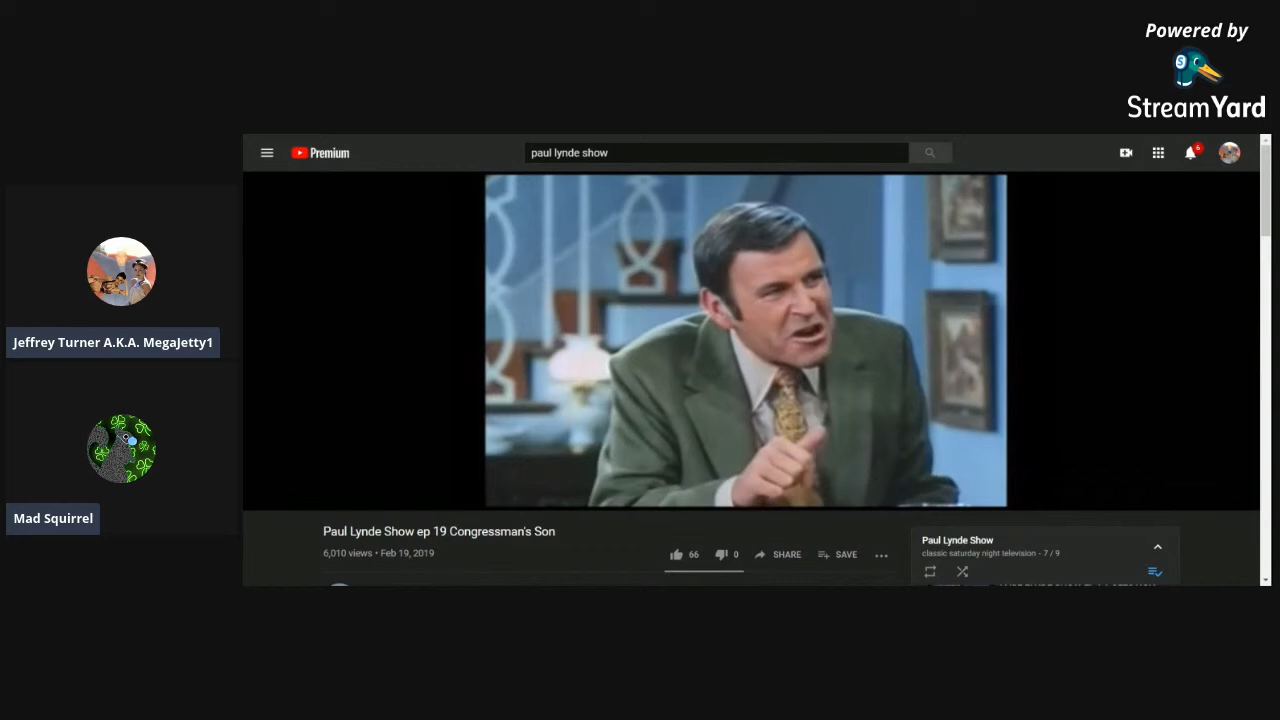 Powered by
StreamYard
Premium
paul lynde show
6
Jeffrey Turner A.K.A. MegaJetty1
Mad Squirrel
Paul Lynde Show ep 19 Congressman's Son
6,010 views • Feb 19, 2019
66
0
SHARE
SAVE
Paul Lynde Show
classic saturday night television - 7 / 9